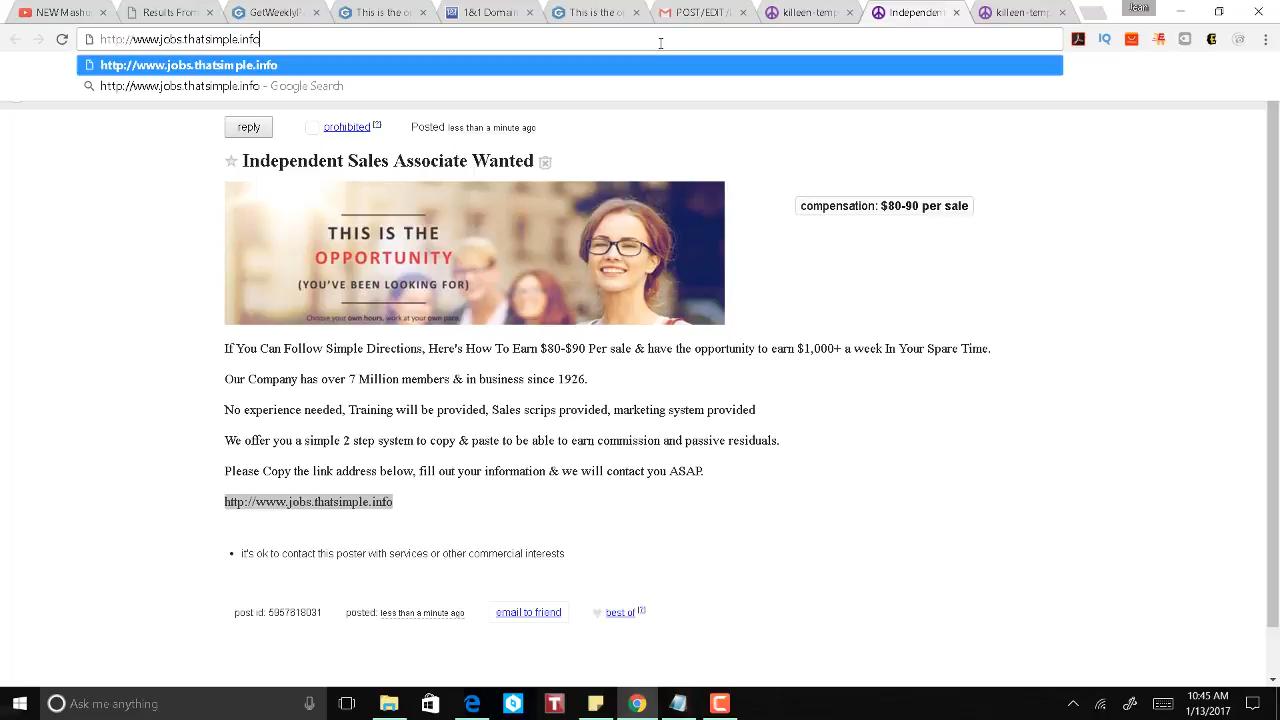 NEW Masho
Results From
GetWeeklyF
This is the
1&1 Domain
This is the o
POST/EDIT/
killeen-temp
Independen
killeen-temp
Jean
http://www.jobs.thatsimple.info
http://www.jobs.thatsimple.info
http://www.jobs.thatsimple.info - Google Search
reply
prohibited [?]
Posted less than a minute ago
Independent Sales Associate Wanted
THIS IS THE
OPPORTUNITY
(YOU'VE BEEN LOOKING FOR)
Choose your own hours, work at your own pace.
compensation: $80-90 per sale
If You Can Follow Simple Directions, Here's How To Earn $80-$90 Per sale & have the opportunity to earn $1,000+ a week In Your Spare Time.
Our Company has over 7 Million members & in business since 1926.
No experience needed, Training will be provided, Sales scrips provided, marketing system provided
We offer you a simple 2 step system to copy & paste to be able to earn commission and passive residuals.
Please Copy the link address below, fill out your information & we will contact you ASAP.
http://www.jobs.thatsimple.info
• it's ok to contact this poster with services or other commercial interests
post id: 5957818031
posted: less than a minute ago
email to friend
best of [?]
Ask me anything
10:45 AM
1/13/2017